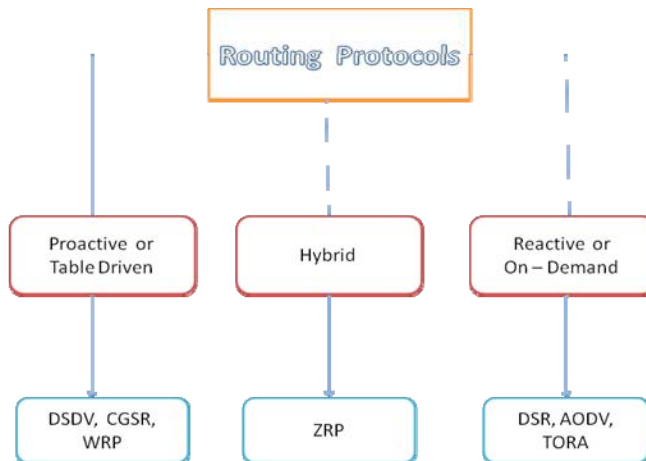 Routing Protocols
Proactive or
Table Driven
Hybrid
Reactive or
On – Demand
DSDV, CGSR,
WRP
ZRP
DSR, AODV,
TORA